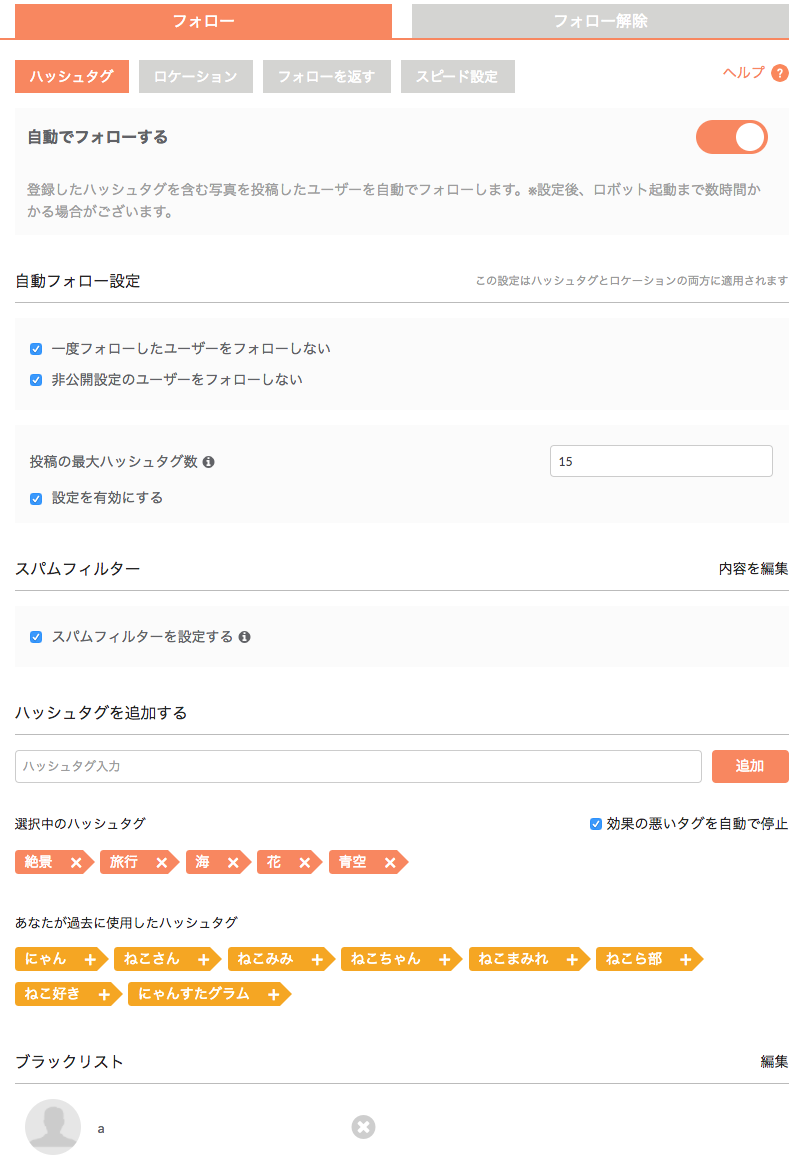 フォロー フォロー解除
ハッシュタグ ロケーション フォローを返す スピード設定 ヘルプ ?
自動でフォローする
登録したハッシュタグを含む写真を投稿したユーザーを自動でフォローします。※設定後、ロボット起動まで数時間か
かる場合がございます。
自動フォロー設定 この設定はハッシュタグとロケーションの両方に適用されます
一度フォローしたユーザーをフォローしない
非公開設定のユーザーをフォローしない
投稿の最大ハッシュタグ数 15
設定を有効にする
スパムフィルター 内容を編集
スパムフィルターを設定する
ハッシュタグを追加する
ハッシュタグ入力 追加
選択中のハッシュタグ 効果の悪いタグを自動で停止
絶景 旅行 海 花 青空
あなたが過去に使用したハッシュタグ
にゃん ねこさん ねこみみ ねこちゃん ねこまみれ ねこら部
ねこ好き にゃんすたグラム
ブラックリスト 編集
a